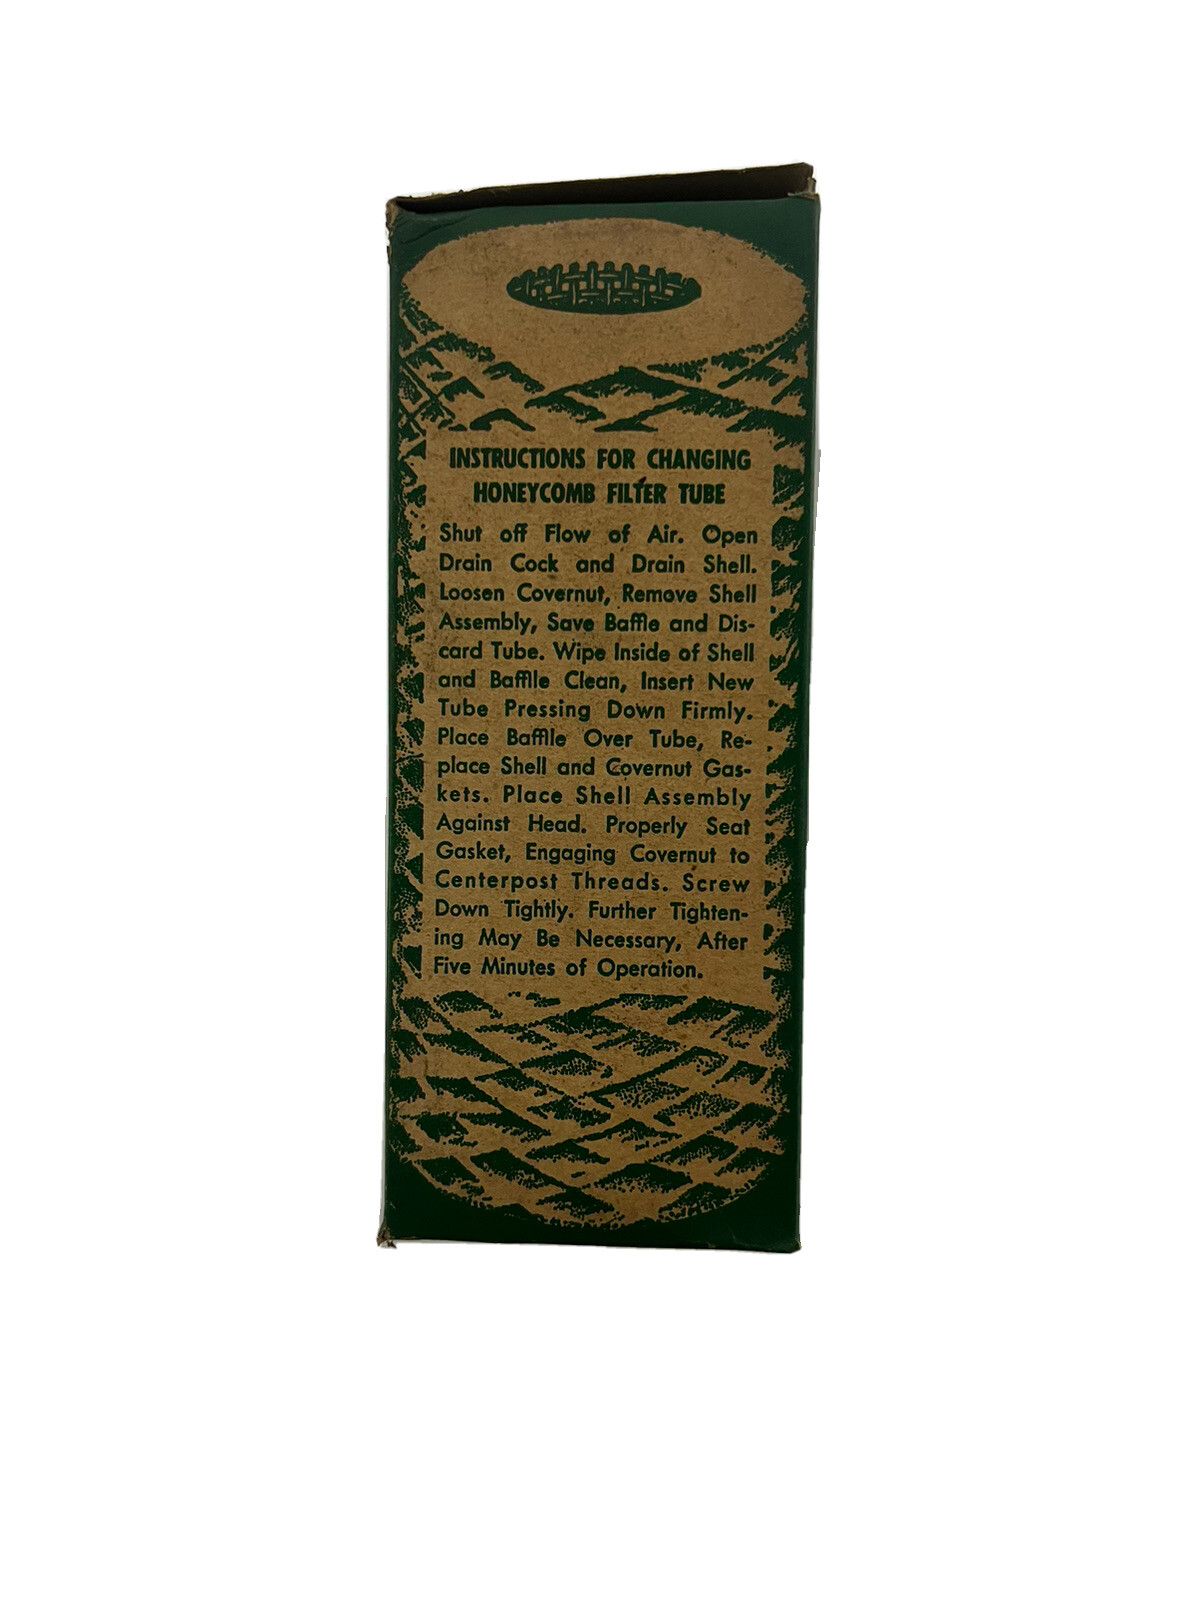 INSTRUCTIONS FOR CHANGING
HONEYCOMB FILTER TUBE
Shut off Flow of Air. Open
Drain Cock and Drain Shell.
Loosen Covernut, Remove Shell
Assembly, Save Baffle and Dis-
card Tube. Wipe Inside of Shell
and Baffle Clean, Insert New
Tube Pressing Down Firmly.
Place Baffle Over Tube, Re-
place Shell and Covernut Gas-
kets. Place Shell Assembly
Against Head. Properly Seat
Gasket, Engaging Covernut to
Centerpost Threads. Screw
Down Tightly. Further Tighten-
ing May Be Necessary, After
Five Minutes of Operation.